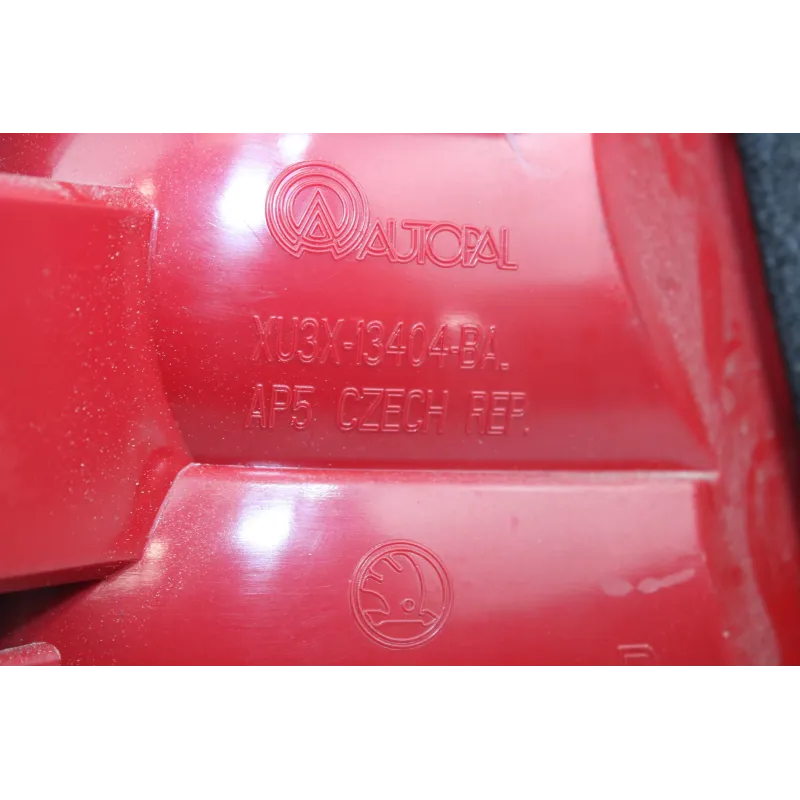 AUTOPAL
XU3X-13404-BA.
AP5 CZECH REP.